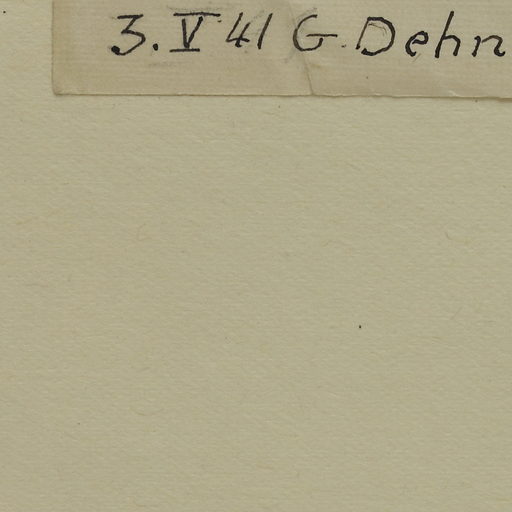 3. V 41 G. Dehn